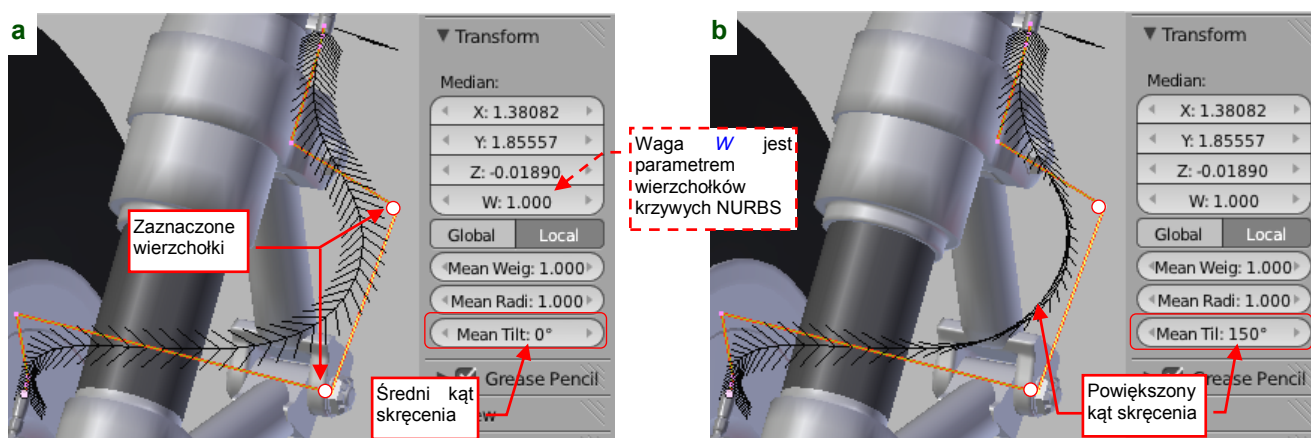 a
Transform
Median:
X: 1.38082
Y: 1.85557
Z: -0.01890
W: 1.000
Global Local
Mean Weig: 1.000
Mean Radi: 1.000
Mean Tilt: 0°
Grease Pencil
Zaznaczone
wierzchołki
Średni kąt
skręcenia
Waga W jest
parametrem
wierzchołków
krzywych NURBS
b
Transform
Median:
X: 1.38082
Y: 1.85557
Z: -0.01890
W: 1.000
Global Local
Mean Weig: 1.000
Mean Radi: 1.000
Mean Til: 150°
Grease Pencil
Powiększony
kąt skręcenia